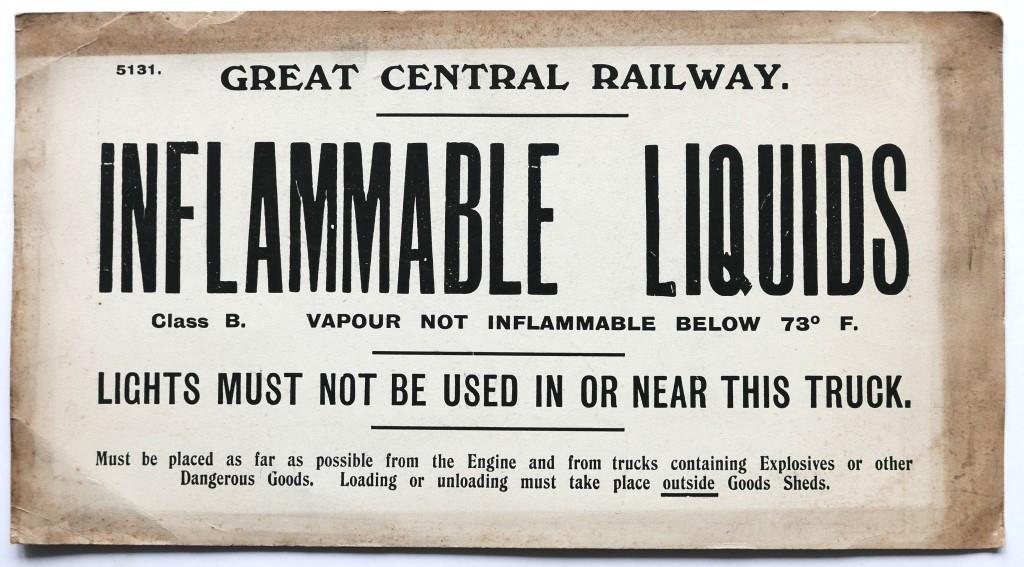 5131.
GREAT CENTRAL RAILWAY.
INFLAMMABLE LIQUIDS
Class B. VAPOUR NOT INFLAMMABLE BELOW 73º F.
LIGHTS MUST NOT BE USED IN OR NEAR THIS TRUCK.
Must be placed as far as possible from the Engine and from trucks containing Explosives or other
Dangerous Goods. Loading or unloading must take place outside Goods Sheds.